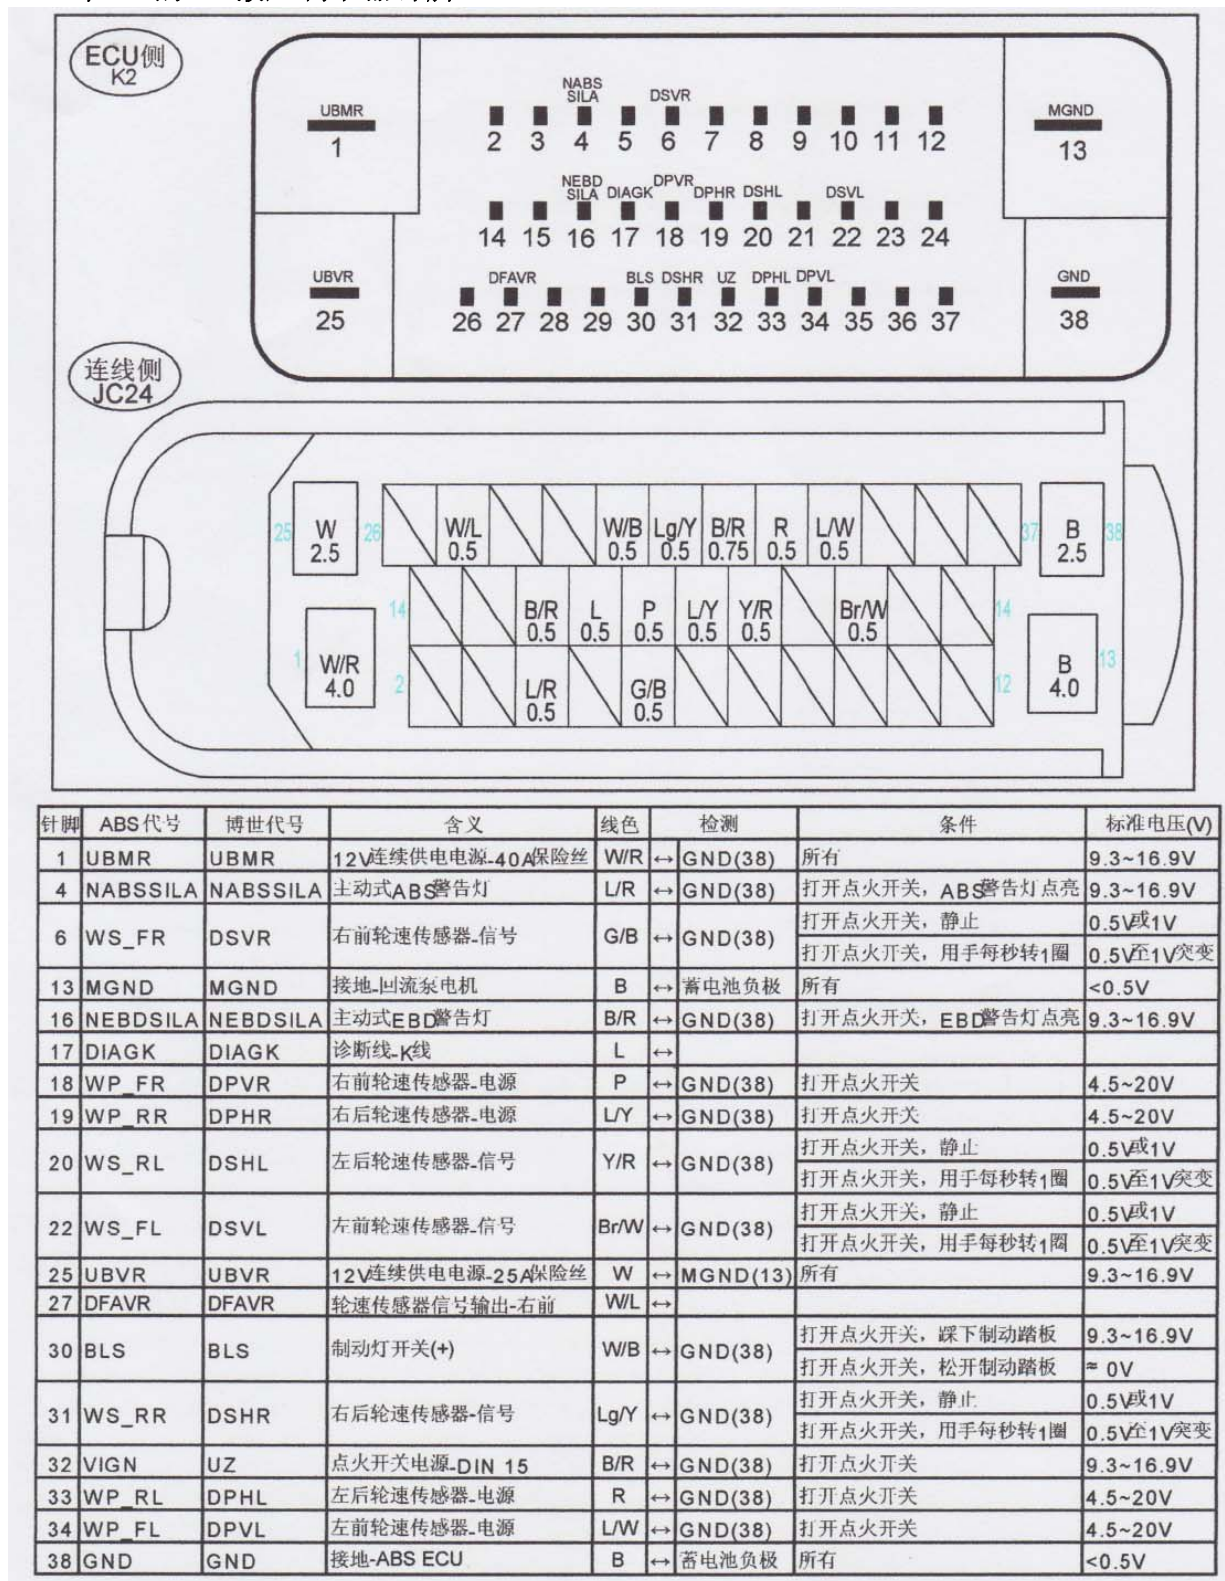 ECU侧
K2
NABS
SILA
DSVR
UBMR
MGND
1
2 3 4 5 6 7 8 9 10 11 12
13
NEBD
SILA DIAGK DPVR DPHR DSHL DSVL
14 15 16 17 18 19 20 21 22 23 24
UBVR
DFAVR BLS DSHR UZ DPHL DPVL
GND
25
26 27 28 29 30 31 32 33 34 35 36 37
38
连线侧
JC24
25 W 26 W/L W/B Lg/Y B/R R L/W 37 B 38
2.5 0.5 0.5 0.5 0.75 0.5 0.5 2.5
14 B/R L P L/Y Y/R Br/W 14
0.5 0.5 0.5 0.5 0.5 0.5
1 W/R 2 L/R G/B 12 B 13
4.0 0.5 0.5 4.0
针脚 ABS代号 博世代号 含义 线色 检测 条件 标准电压(V)
1 UBMR UBMR 12V连续供电电源-40A保险丝 W/R ↔ GND(38) 所有 9.3~16.9V
4 NABSSILA NABSSILA 主动式ABS警告灯 L/R ↔ GND(38) 打开点火开关，ABS警告灯点亮 9.3~16.9V
6 WS_FR DSVR 右前轮速传感器-信号 G/B ↔ GND(38) 打开点火开关，静止 0.5V或1V
打开点火开关，用手每秒转1圈 0.5V至1V突变
13 MGND MGND 接地-回流泵电机 B ↔ 蓄电池负极 所有 <0.5V
16 NEBDSILA NEBDSILA 主动式EBD警告灯 B/R ↔ GND(38) 打开点火开关，EBD警告灯点亮 9.3~16.9V
17 DIAGK DIAGK 诊断线-K线 L ↔
18 WP_FR DPVR 右前轮速传感器-电源 P ↔ GND(38) 打开点火开关 4.5~20V
19 WP_RR DPHR 右后轮速传感器-电源 L/Y ↔ GND(38) 打开点火开关 4.5~20V
20 WS_RL DSHL 左后轮速传感器-信号 Y/R ↔ GND(38) 打开点火开关，静止 0.5V或1V
打开点火开关，用手每秒转1圈 0.5V至1V突变
22 WS_FL DSVL 左前轮速传感器-信号 Br/W ↔ GND(38) 打开点火开关，静止 0.5V或1V
打开点火开关，用手每秒转1圈 0.5V至1V突变
25 UBVR UBVR 12V连续供电电源-25A保险丝 W ↔ MGND(13) 所有 9.3~16.9V
27 DFAVR DFAVR 轮速传感器信号输出-右前 W/L ↔
30 BLS BLS 制动灯开关(+) W/B ↔ GND(38) 打开点火开关，踩下制动踏板 9.3~16.9V
打开点火开关，松开制动踏板 ≈ 0V
31 WS_RR DSHR 右后轮速传感器-信号 Lg/Y ↔ GND(38) 打开点火开关，静止 0.5V或1V
打开点火开关，用手每秒转1圈 0.5V至1V突变
32 VIGN UZ 点火开关电源-DIN 15 B/R ↔ GND(38) 打开点火开关 9.3~16.9V
33 WP_RL DPHL 左后轮速传感器-电源 R ↔ GND(38) 打开点火开关 4.5~20V
34 WP_FL DPVL 左前轮速传感器-电源 L/W ↔ GND(38) 打开点火开关 4.5~20V
38 GND GND 接地-ABS ECU B ↔ 蓄电池负极 所有 <0.5V